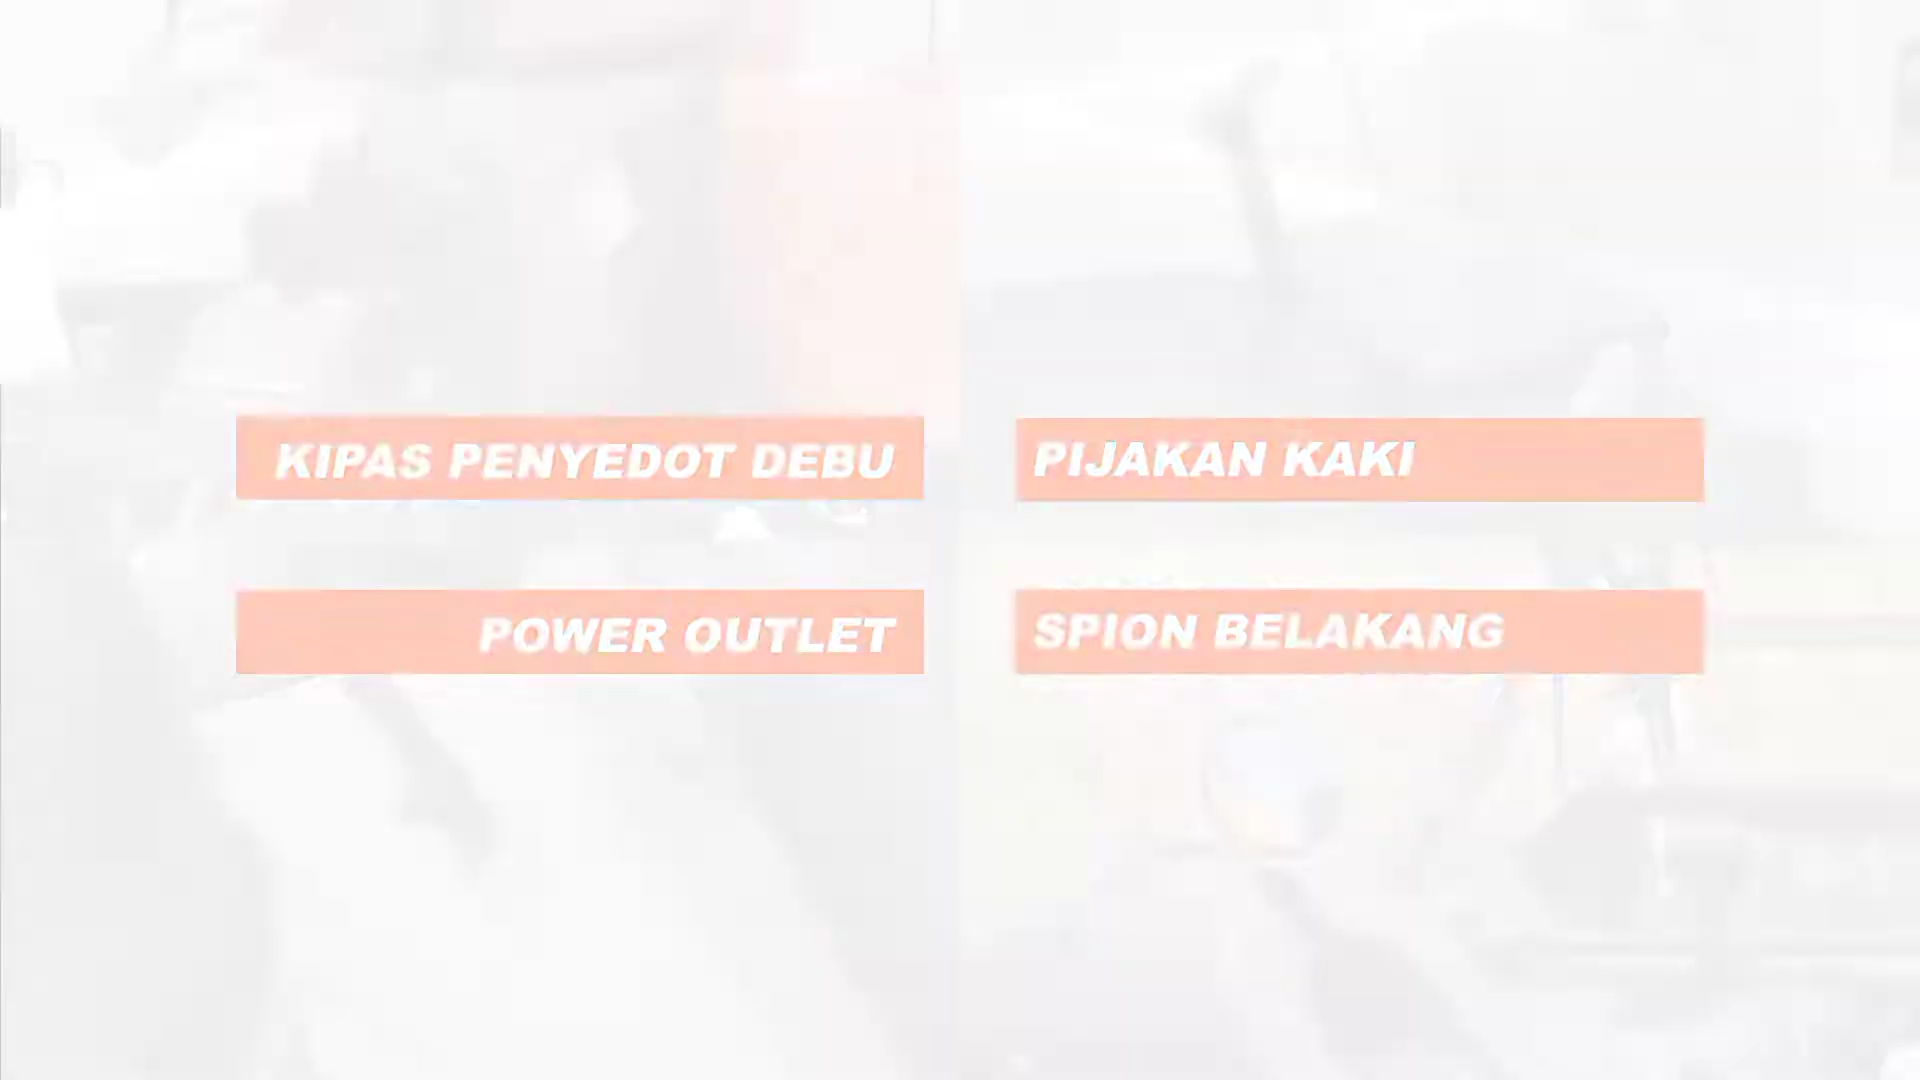 KIPAS PENYEDOT DEBU
PIJAKAN KAKI
POWER OUTLET
SPION BELAKANG